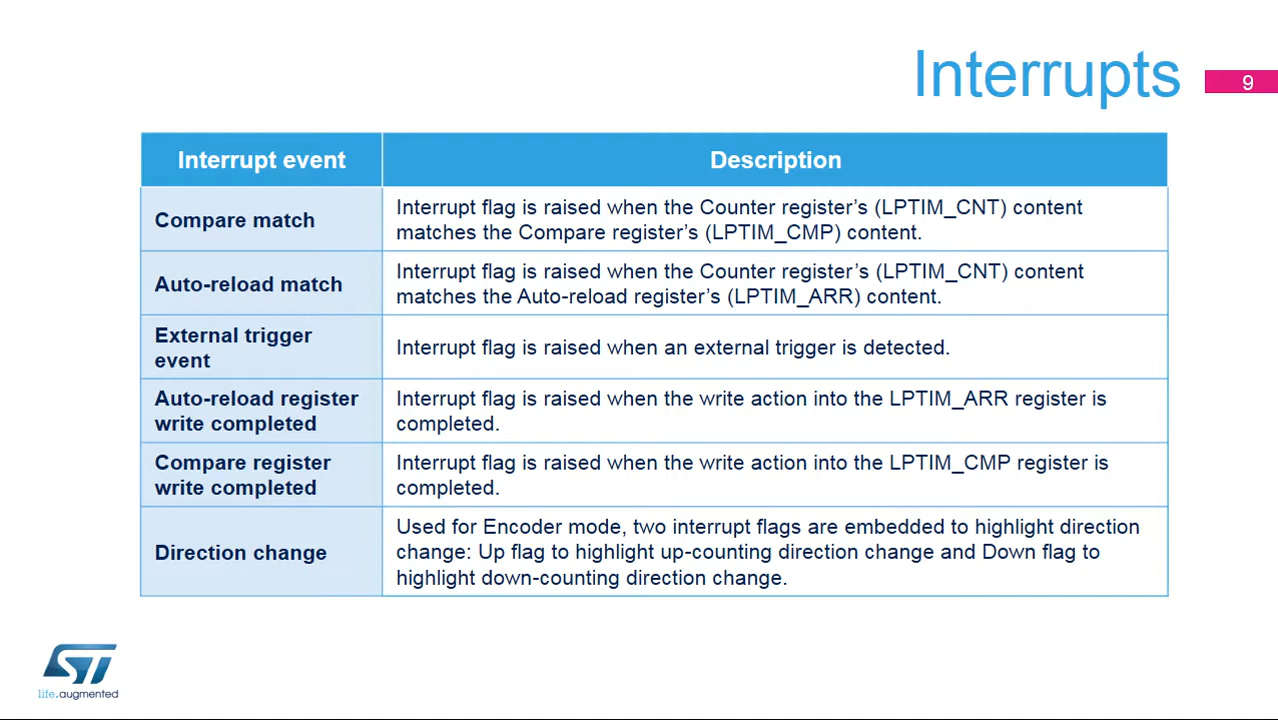 Interrupts
9
Interrupt event
Description
Compare match
Interrupt flag is raised when the Counter register’s (LPTIM_CNT) content
matches the Compare register’s (LPTIM_CMP) content.
Auto-reload match
Interrupt flag is raised when the Counter register’s (LPTIM_CNT) content
matches the Auto-reload register’s (LPTIM_ARR) content.
External trigger
event
Interrupt flag is raised when an external trigger is detected.
Auto-reload register
write completed
Interrupt flag is raised when the write action into the LPTIM_ARR register is
completed.
Compare register
write completed
Interrupt flag is raised when the write action into the LPTIM_CMP register is
completed.
Direction change
Used for Encoder mode, two interrupt flags are embedded to highlight direction
change: Up flag to highlight up-counting direction change and Down flag to
highlight down-counting direction change.
ST
life.augmented